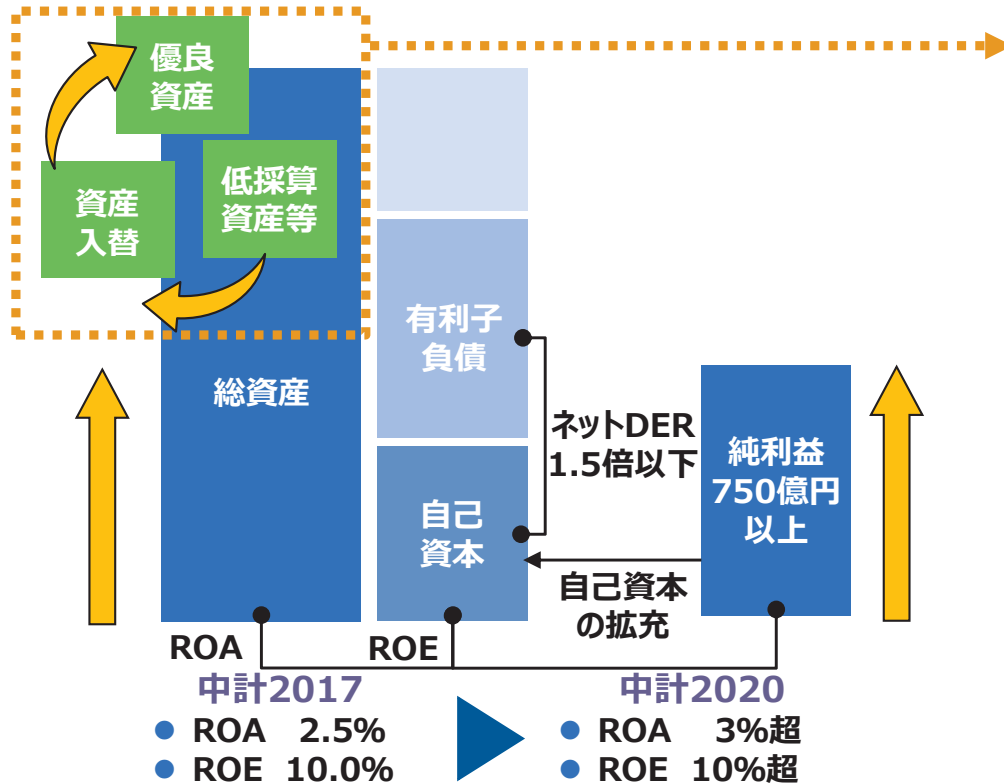 優良
資産
資産
入替
低採算
資産等
総資産
有利子
負債
ネットDER
1.5倍以下
自己
資本
純利益
750億円
以上
自己資本
の拡充
ROA
ROE
中計2017
● ROA 2.5%
● ROE 10.0%
中計2020
● ROA 3%超
● ROE 10%超